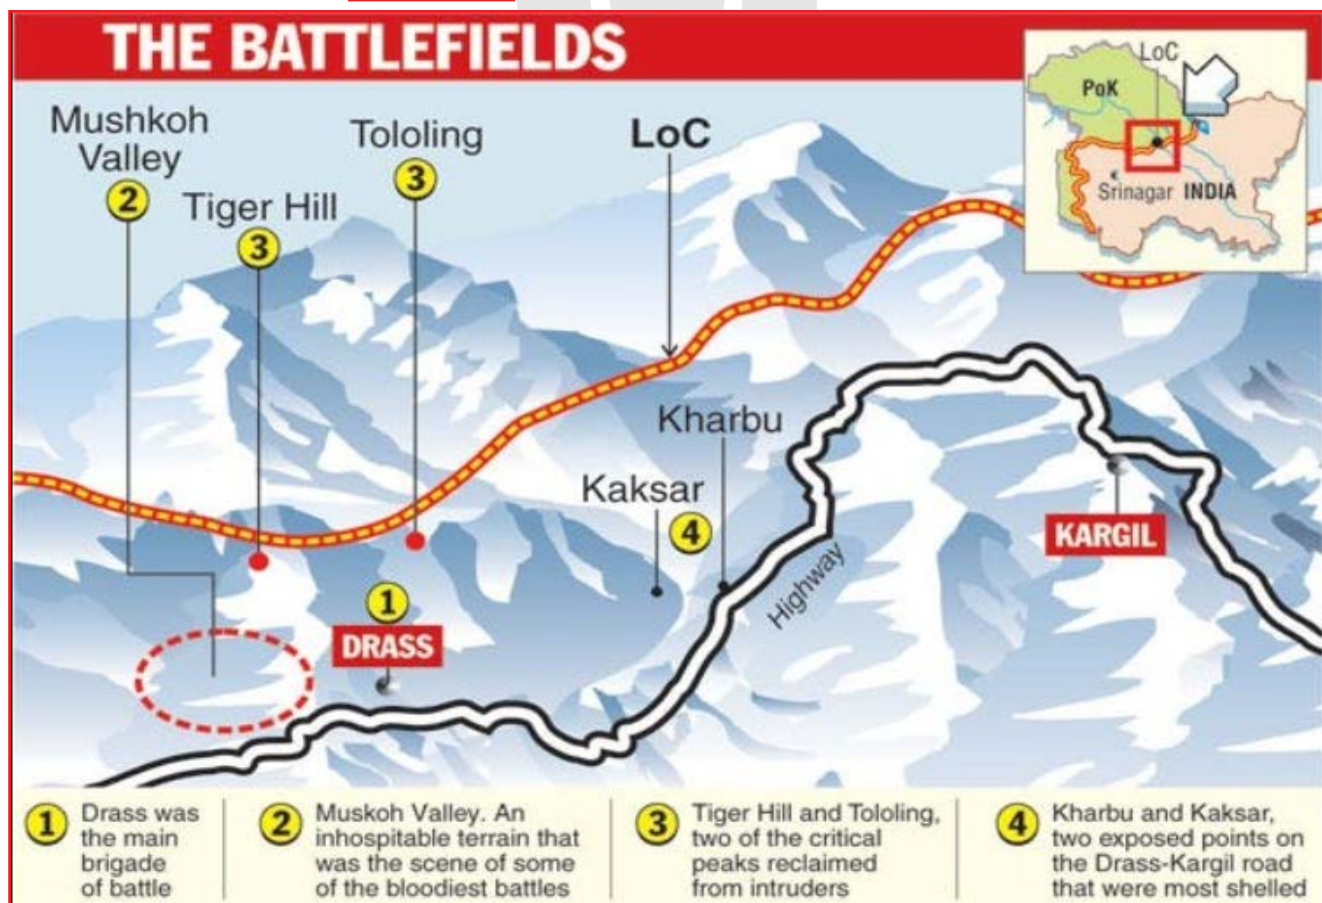 THE BATTLEFIELDS
Mushkoh
Valley
2
Tiger Hill
3
Tololing
3
LoC
LoC
PoK
Srinagar INDIA
Kharbu
Kaksar
4
KARGIL
Highway
1
DRASS
1 Drass was
the main
brigade
of battle
2 Muskoh Valley. An
inhospitable terrain that
was the scene of some
of the bloodiest battles
3 Tiger Hill and Tololing,
two of the critical
peaks reclaimed
from intruders
4 Kharbu and Kaksar,
two exposed points on
the Drass-Kargil road
that were most shelled